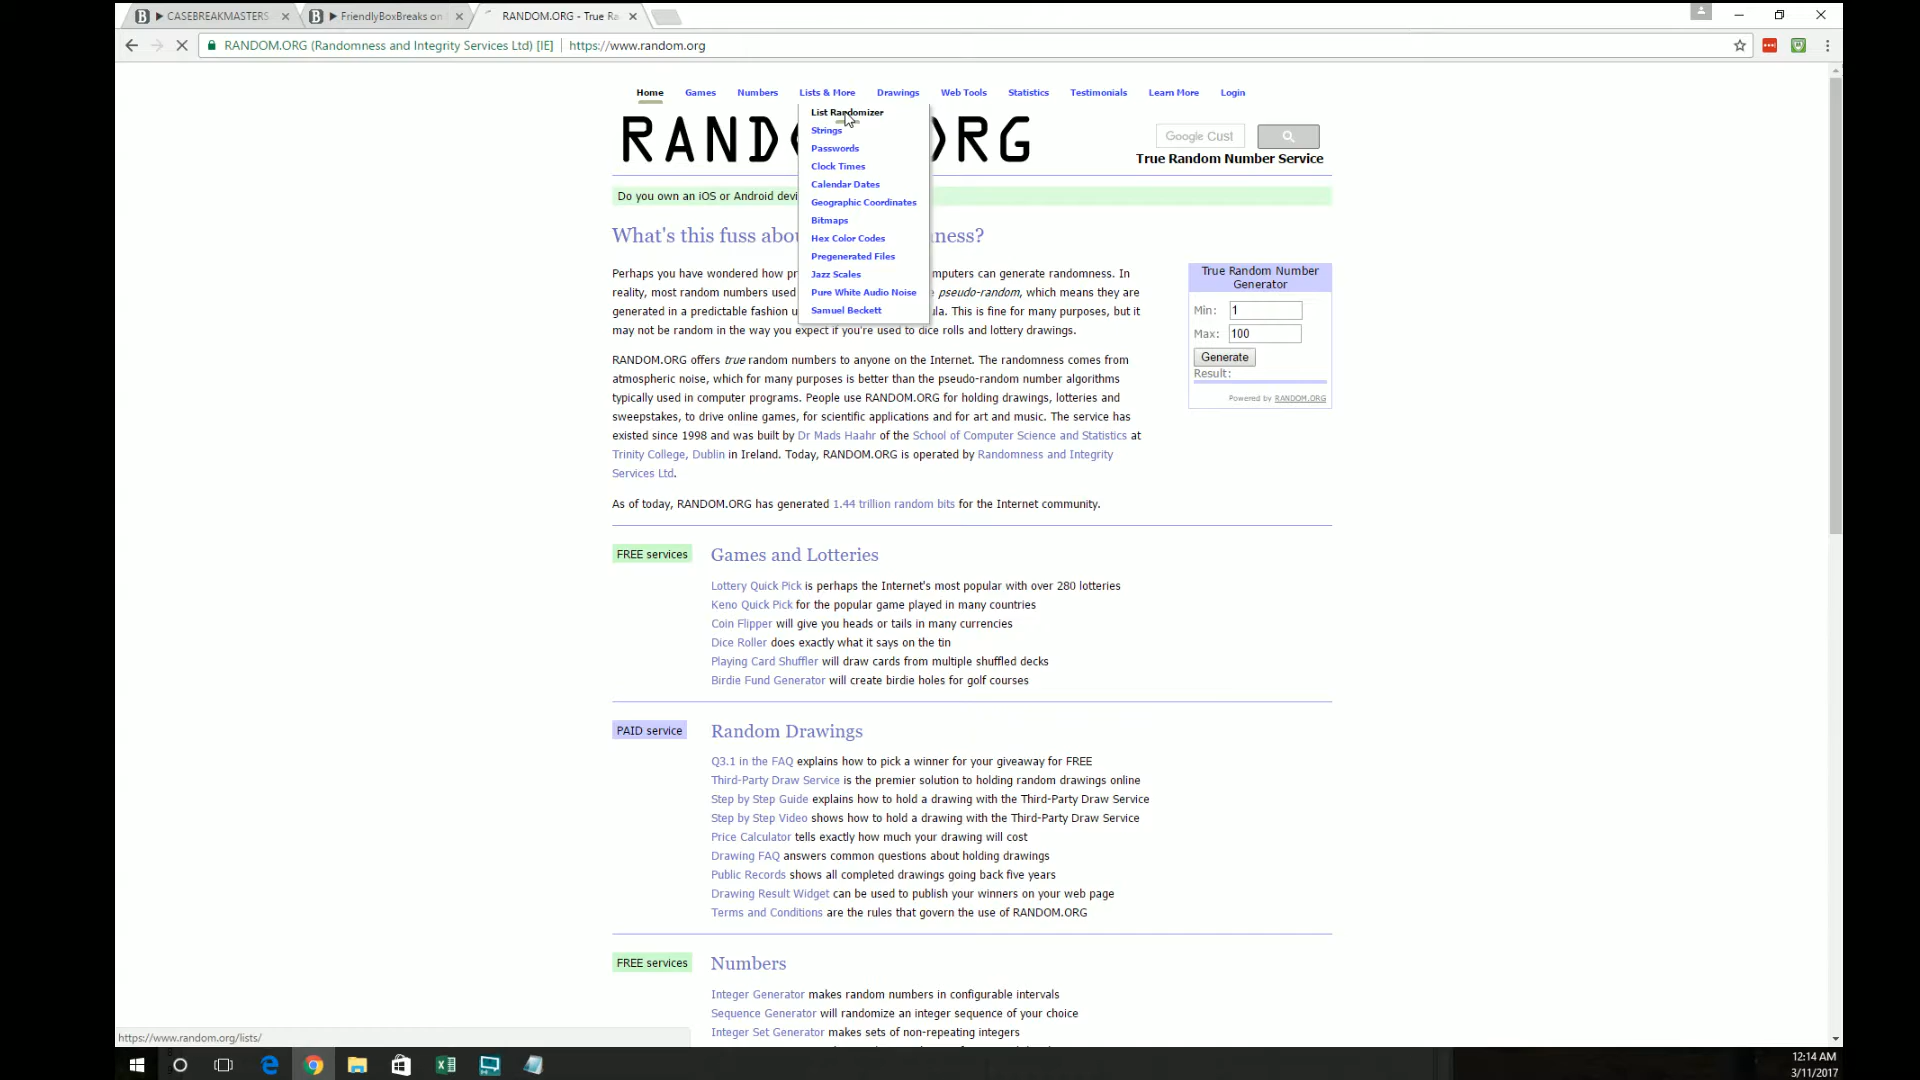 CASEBREAKMASTERS
FriendlyBoxBreaks on
RANDOM.ORG - True Ra
RANDOM.ORG (Randomness and Integrity Services Ltd) [IE] https://www.random.org
Home Games Numbers Lists & More Drawings Web Tools Statistics Testimonials Learn More Login
List Randomizer
Strings
Passwords
Clock Times
Calendar Dates
Geographic Coordinates
Bitmaps
Hex Color Codes
Pregenerated Files
Jazz Scales
Pure White Audio Noise
Samuel Beckett
RAND RG
Google Cust
True Random Number Service
Do you own an iOS or Android devi
What's this fuss abou ness?
Perhaps you have wondered how pr mputers can generate randomness. In
reality, most random numbers used pseudo-random, which means they are
generated in a predictable fashion u ula. This is fine for many purposes, but it
may not be random in the way you expect if you're used to dice rolls and lottery drawings.
RANDOM.ORG offers true random numbers to anyone on the Internet. The randomness comes from
atmospheric noise, which for many purposes is better than the pseudo-random number algorithms
typically used in computer programs. People use RANDOM.ORG for holding drawings, lotteries and
sweepstakes, to drive online games, for scientific applications and for art and music. The service has
existed since 1998 and was built by Dr Mads Haahr of the School of Computer Science and Statistics at
Trinity College, Dublin in Ireland. Today, RANDOM.ORG is operated by Randomness and Integrity
Services Ltd.
As of today, RANDOM.ORG has generated 1.44 trillion random bits for the Internet community.
True Random Number
Generator
Min: 1
Max: 100
Generate
Result:
Powered by RANDOM.ORG
FREE services Games and Lotteries
Lottery Quick Pick is perhaps the Internet's most popular with over 280 lotteries
Keno Quick Pick for the popular game played in many countries
Coin Flipper will give you heads or tails in many currencies
Dice Roller does exactly what it says on the tin
Playing Card Shuffler will draw cards from multiple shuffled decks
Birdie Fund Generator will create birdie holes for golf courses
PAID service Random Drawings
Q3.1 in the FAQ explains how to pick a winner for your giveaway for FREE
Third-Party Draw Service is the premier solution to holding random drawings online
Step by Step Guide explains how to hold a drawing with the Third-Party Draw Service
Step by Step Video shows how to hold a drawing with the Third-Party Draw Service
Price Calculator tells exactly how much your drawing will cost
Drawing FAQ answers common questions about holding drawings
Public Records shows all completed drawings going back five years
Drawing Result Widget can be used to publish your winners on your web page
Terms and Conditions are the rules that govern the use of RANDOM.ORG
FREE services Numbers
Integer Generator makes random numbers in configurable intervals
Sequence Generator will randomize an integer sequence of your choice
Integer Set Generator makes sets of non-repeating integers
https://www.random.org/lists/
12:14 AM
3/11/2017